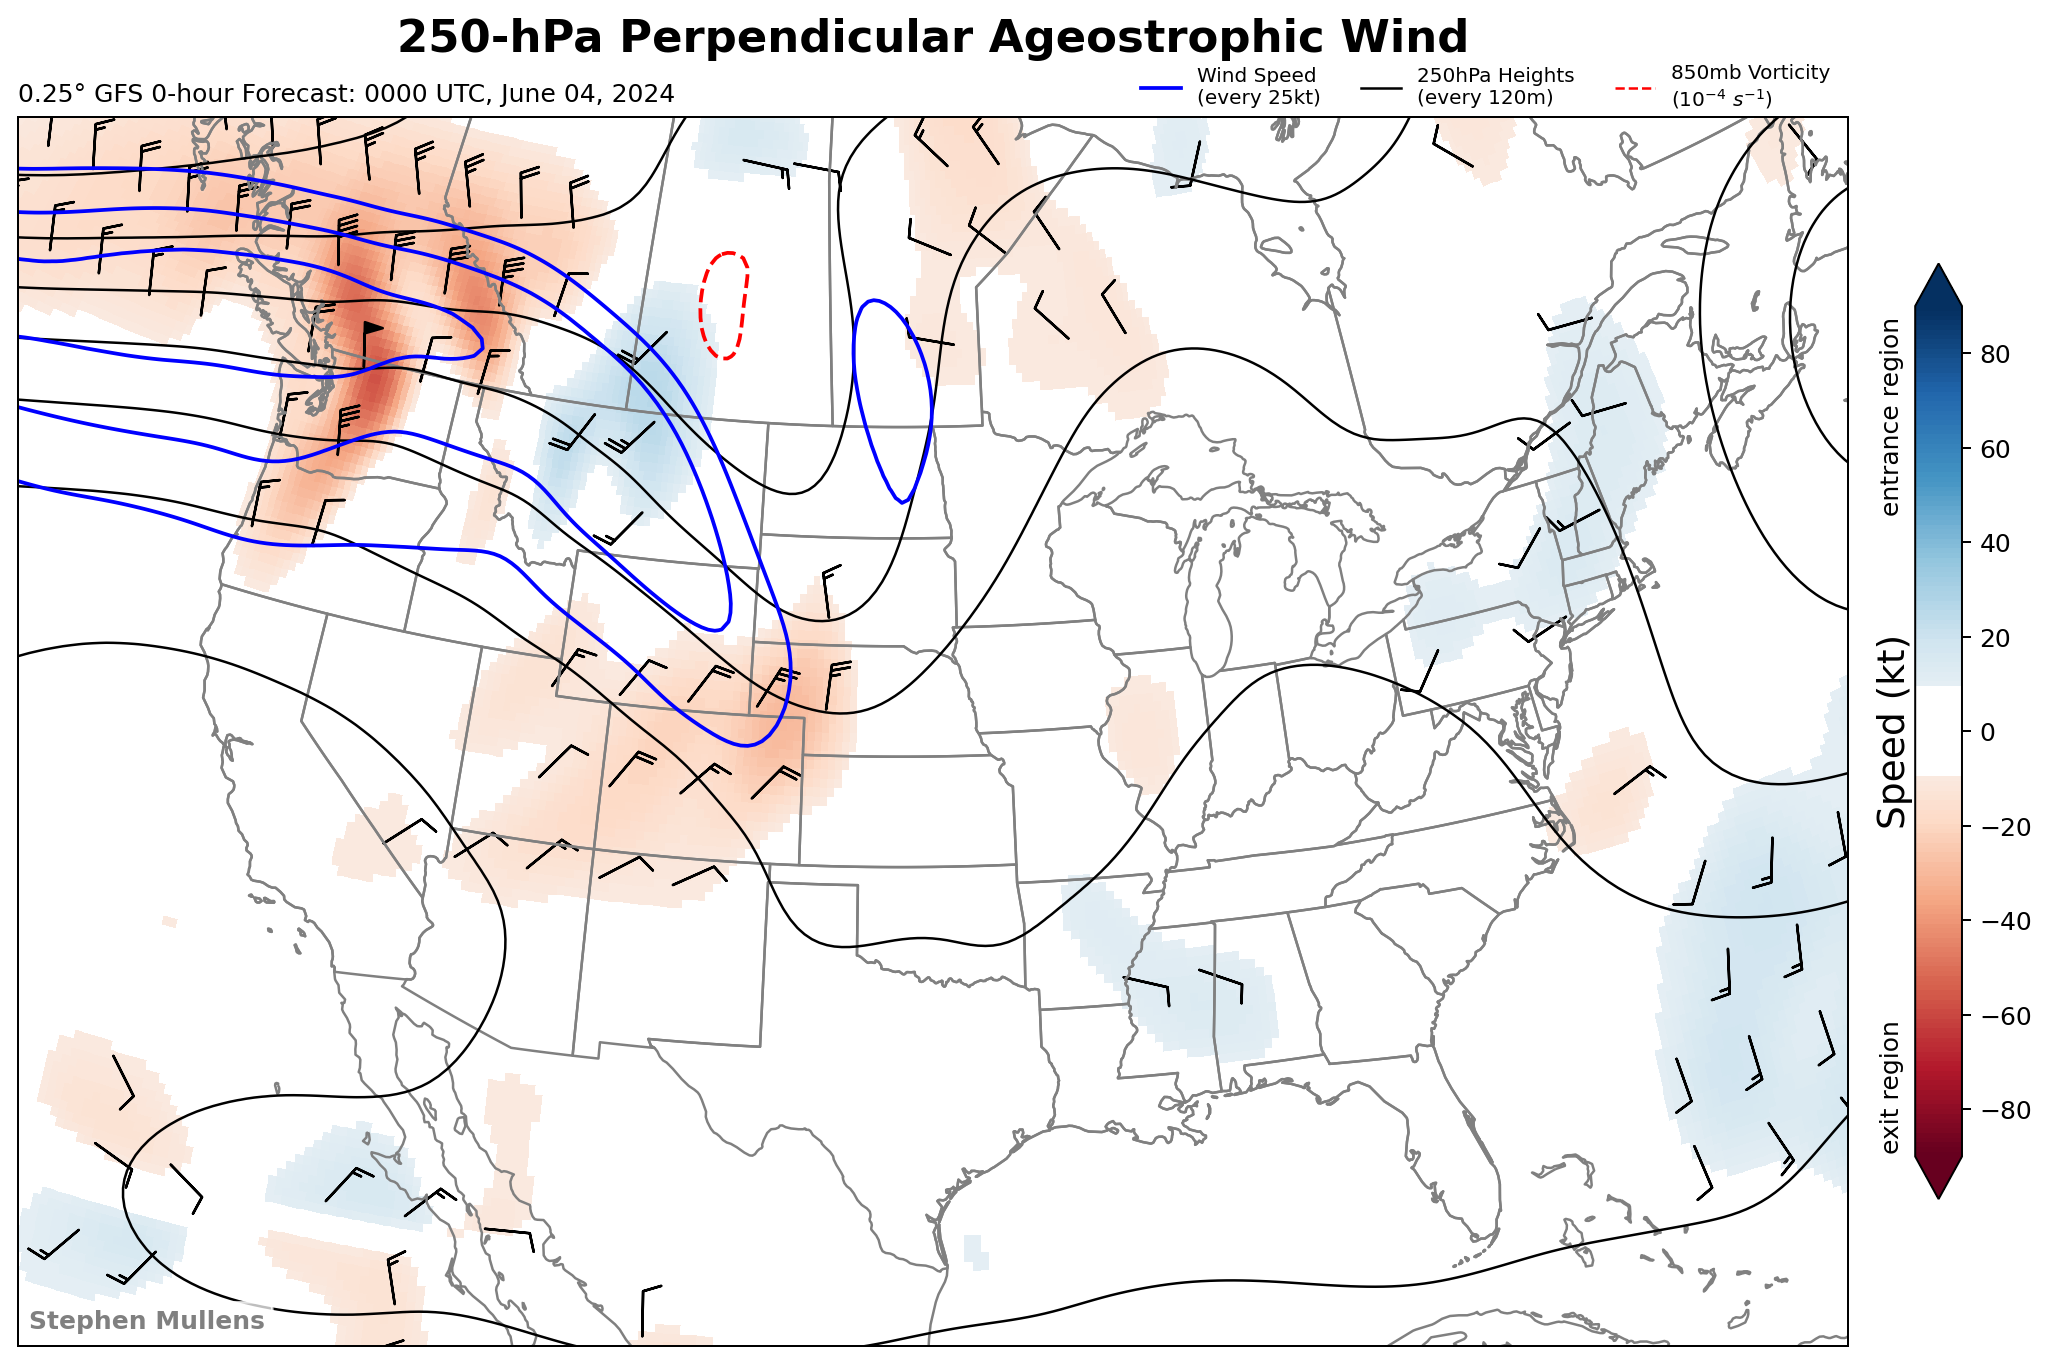 250-hPa Perpendicular Ageostrophic Wind
0.25° GFS 0-hour Forecast: 0000 UTC, June 04, 2024
Wind Speed
(every 25kt)
250hPa Heights
(every 120m)
850mb Vorticity
(10⁻⁴ s⁻¹)
entrance region
Speed (kt)
exit region
80
60
40
20
0
−20
−40
−60
−80
Stephen Mullens